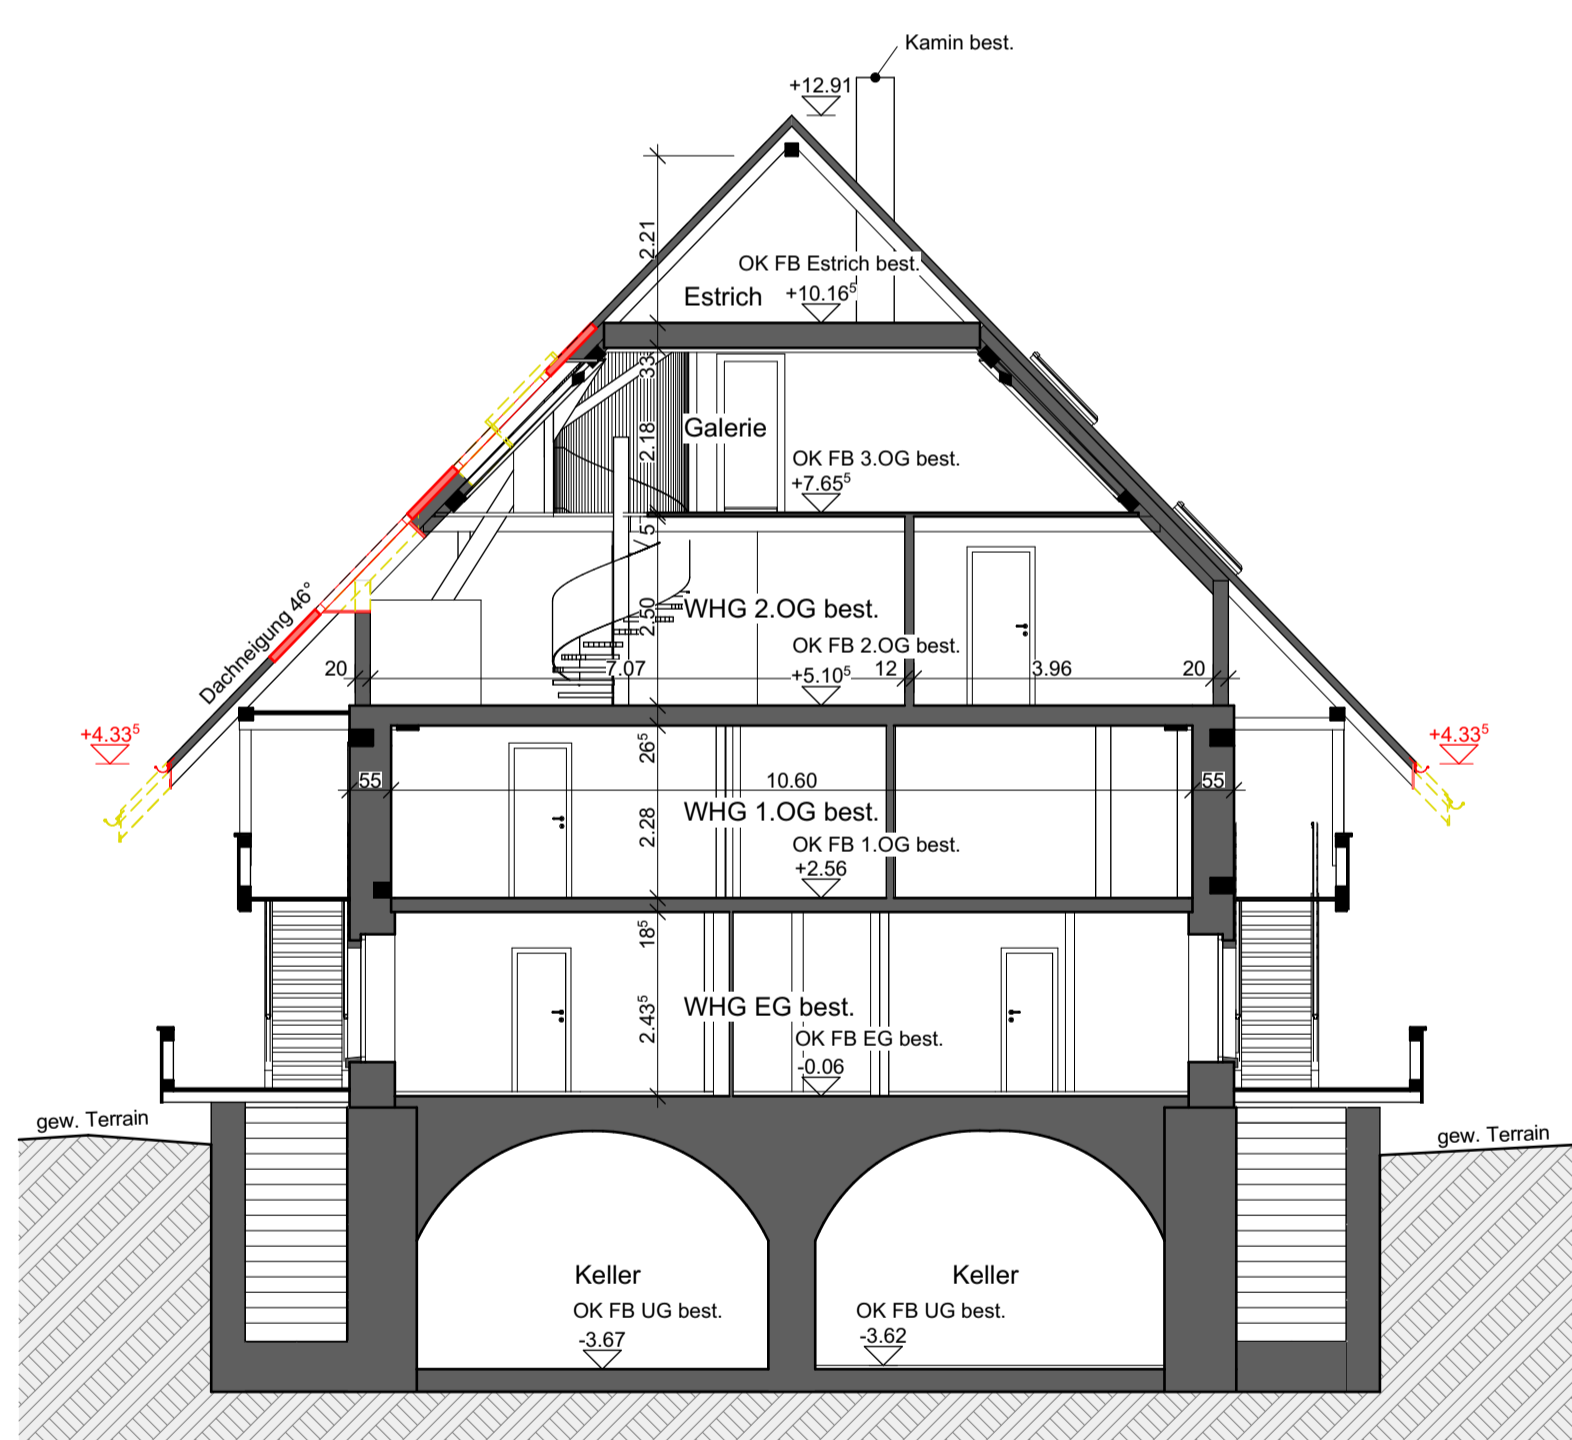 Kamin best.
+12.91
2.21
OK FB Estrich best.
Estrich
+10.16⁵
33
Galerie
2.18
OK FB 3.OG best.
+7.65⁵
5
Dachneigung 46°
2.50
WHG 2.OG best.
OK FB 2.OG best.
20
7.07
+5.10⁵
12
3.96
20
+4.33⁵
+4.33⁵
26⁵
55
10.60
55
WHG 1.OG best.
2.28
OK FB 1.OG best.
+2.56
18⁵
WHG EG best.
2.43⁵
OK FB EG best.
-0.06
gew. Terrain
gew. Terrain
Keller
Keller
OK FB UG best.
OK FB UG best.
-3.67
-3.62